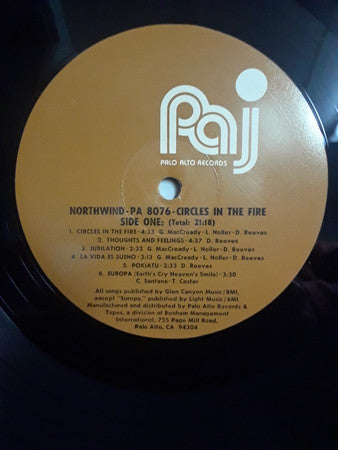 Paj
PALO ALTO RECORDS
NORTHWIND-PA 8076-CIRCLES IN THE FIRE
SIDE ONE: (Total: 21:18)
1. CIRCLES IN THE FIRE-4:33 G. MacCready-L. Noller-D. Reeves
2. THOUGHTS AND FEELINGS-4:37 D. Reeves
3. JUBILATION-2:32 G. MacCready-L. Noller-D. Reeves
4. LA VIDA ES SUENO-3:13 G. MacCready-L. Noller-D. Reeves
5. POKIATU-2:33 D. Reeves
6. EUROPA (Earth's Cry Heaven's Smile)-3:30
C. Santana-T. Coster
All songs published by Glen Canyon Music/BMI,
except "Europa," published by Light Music/BMI.
Manufactured and distributed by Palo Alto Records &
Tapes, a division of Benham Management
International, 755 Page Mill Road,
Palo Alto, CA 94304